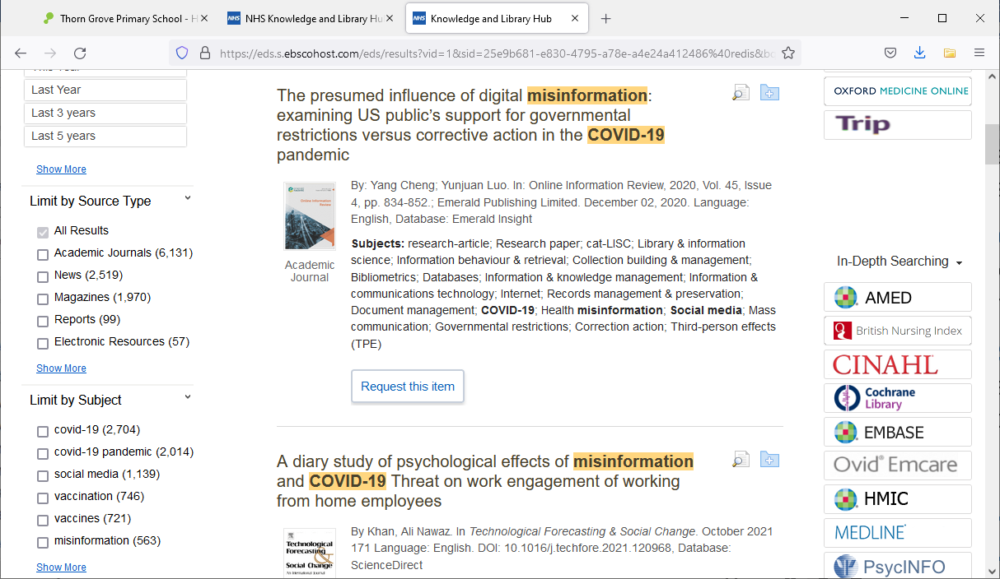 Thorn Grove Primary School - H
NHS Knowledge and Library Hu
Knowledge and Library Hub
https://eds.s.ebscohost.com/eds/results?vid=1&sid=25e9b681-e830-4795-a78e-a4e24a412486%40redis&bq
This Year
Last Year
Last 3 years
Last 5 years
Show More
Limit by Source Type
All Results
Academic Journals (6,131)
News (2,519)
Magazines (1,970)
Reports (99)
Electronic Resources (57)
Show More
Limit by Subject
covid-19 (2,704)
covid-19 pandemic (2,014)
social media (1,139)
vaccination (746)
vaccines (721)
misinformation (563)
Show More
The presumed influence of digital misinformation:
examining US public's support for governmental
restrictions versus corrective action in the COVID-19
pandemic
Online Information
Review
Academic
Journal
By: Yang Cheng; Yunjuan Luo. In: Online Information Review, 2020, Vol. 45, Issue
4, pp. 834-852.; Emerald Publishing Limited. December 02, 2020. Language:
English, Database: Emerald Insight
Subjects: research-article; Research paper; cat-LISC; Library & information
science; Information behaviour & retrieval; Collection building & management;
Bibliometrics; Databases; Information & knowledge management; Information &
communications technology; Internet; Records management & preservation;
Document management; COVID-19; Health misinformation; Social media; Mass
communication; Governmental restrictions; Correction action; Third-person effects
(TPE)
Request this item
A diary study of psychological effects of misinformation
and COVID-19 Threat on work engagement of working
from home employees
Technological
Forecasting
&
Social Change
An International Journal
By Khan, Ali Nawaz. In Technological Forecasting & Social Change. October 2021
171 Language: English. DOI: 10.1016/j.techfore.2021.120968, Database:
ScienceDirect
OXFORD MEDICINE ONLINE
Trip
In-Depth Searching
AMED
British Nursing Index
CINAHL
Cochrane
Library
EMBASE
Ovid® Emcare
HMIC
MEDLINE®
PsycINFO